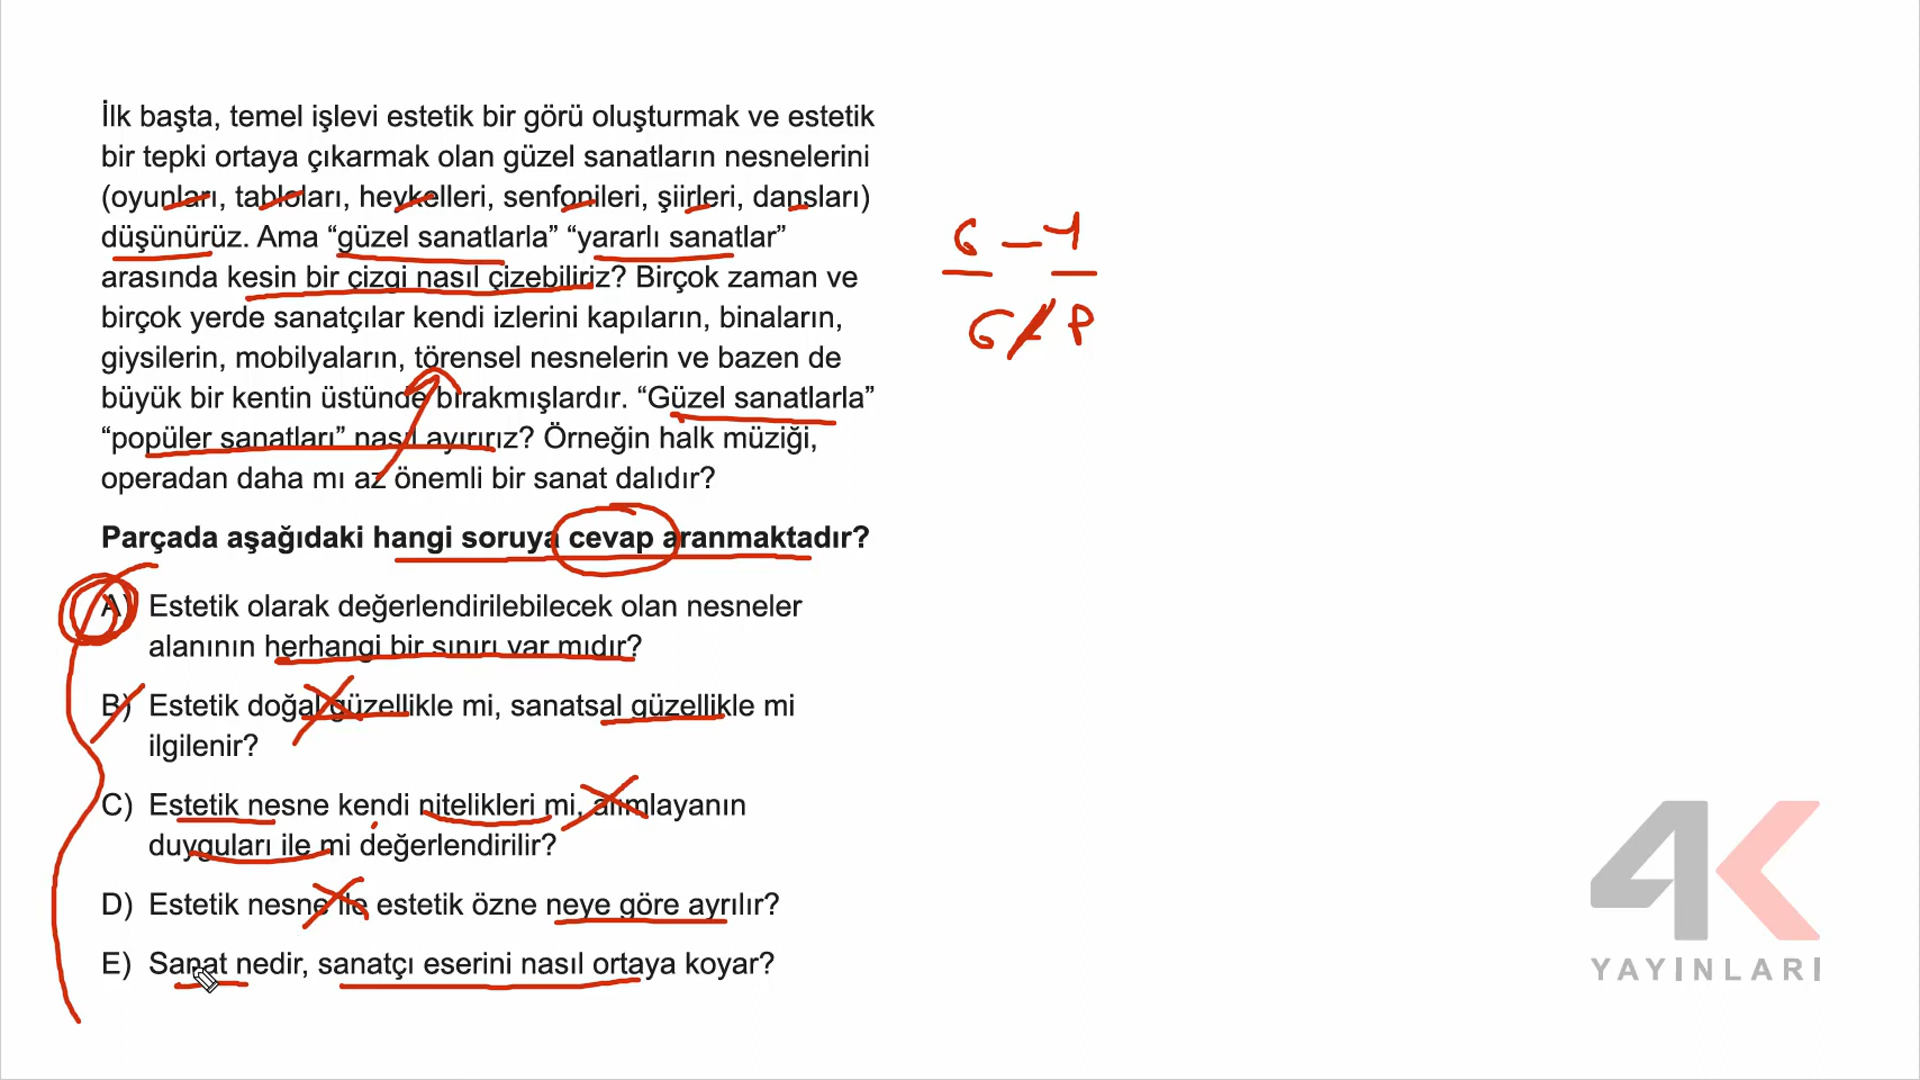 İlk başta, temel işlevi estetik bir görü oluşturmak ve estetik
bir tepki ortaya çıkarmak olan güzel sanatların nesnelerini
(oyunları, tabloları, heykelleri, senfonileri, şiirleri, dansları)
düşünürüz. Ama “güzel sanatlarla” “yararlı sanatlar”
arasında kesin bir çizgi nasıl çizebiliriz? Birçok zaman ve
birçok yerde sanatçılar kendi izlerini kapıların, binaların,
giysilerin, mobilyaların, törensel nesnelerin ve bazen de
büyük bir kentin üstünde bırakmışlardır. “Güzel sanatlarla”
“popüler sanatları” nasıl ayırırız? Örneğin halk müziği,
operadan daha mı az önemli bir sanat dalıdır?
Parçada aşağıdaki hangi soruya cevap aranmaktadır?
A) Estetik olarak değerlendirilebilecek olan nesneler
alanının herhangi bir sınırı var mıdır?
B) Estetik doğal güzellikle mi, sanatsal güzellikle mi
ilgilenir?
C) Estetik nesne kendi nitelikleri mi, alımlayanın
duyguları ile mi değerlendirilir?
D) Estetik nesne ile estetik özne neye göre ayrılır?
E) Sanat nedir, sanatçı eserini nasıl ortaya koyar?
4K
YAYINLARI